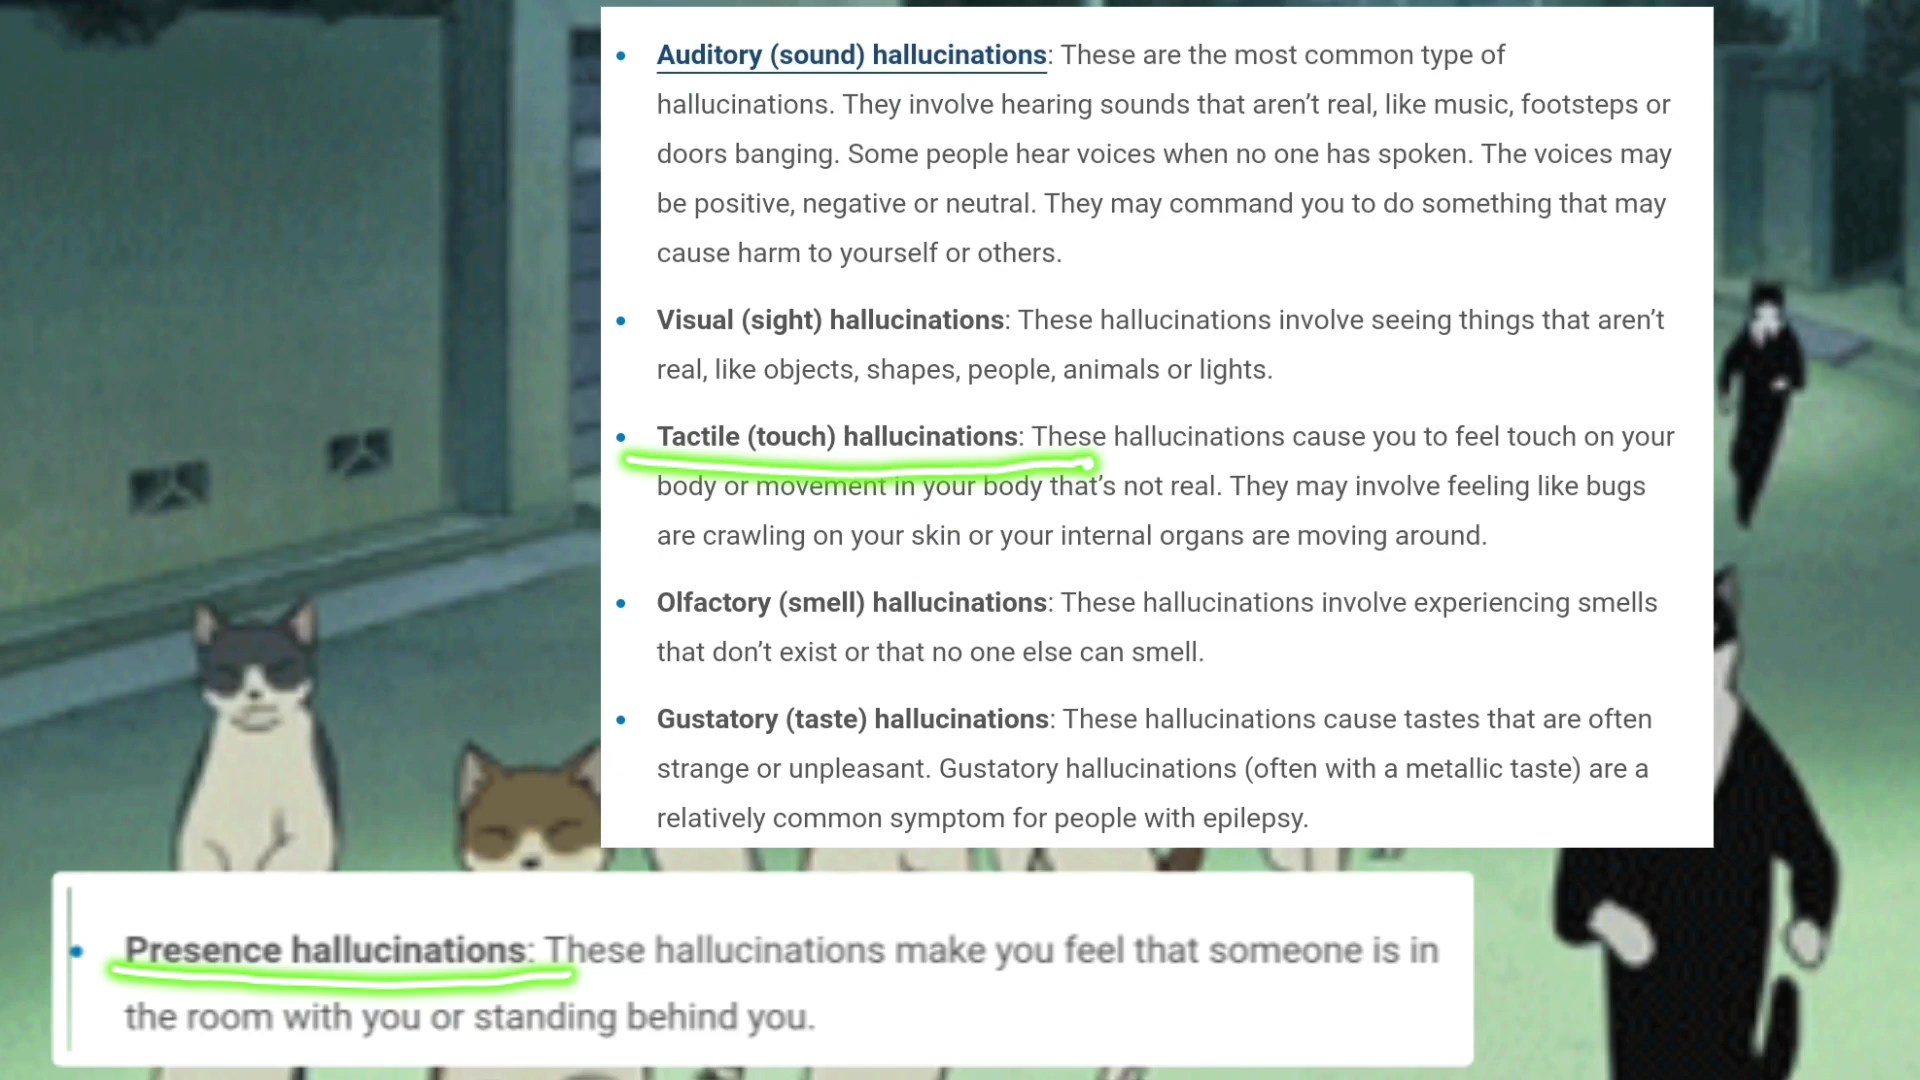 Auditory (sound) hallucinations: These are the most common type of
hallucinations. They involve hearing sounds that aren’t real, like music, footsteps or
doors banging. Some people hear voices when no one has spoken. The voices may
be positive, negative or neutral. They may command you to do something that may
cause harm to yourself or others.
Visual (sight) hallucinations: These hallucinations involve seeing things that aren’t
real, like objects, shapes, people, animals or lights.
Tactile (touch) hallucinations: These hallucinations cause you to feel touch on your
body or movement in your body that’s not real. They may involve feeling like bugs
are crawling on your skin or your internal organs are moving around.
Olfactory (smell) hallucinations: These hallucinations involve experiencing smells
that don’t exist or that no one else can smell.
Gustatory (taste) hallucinations: These hallucinations cause tastes that are often
strange or unpleasant. Gustatory hallucinations (often with a metallic taste) are a
relatively common symptom for people with epilepsy.
Presence hallucinations: These hallucinations make you feel that someone is in
the room with you or standing behind you.